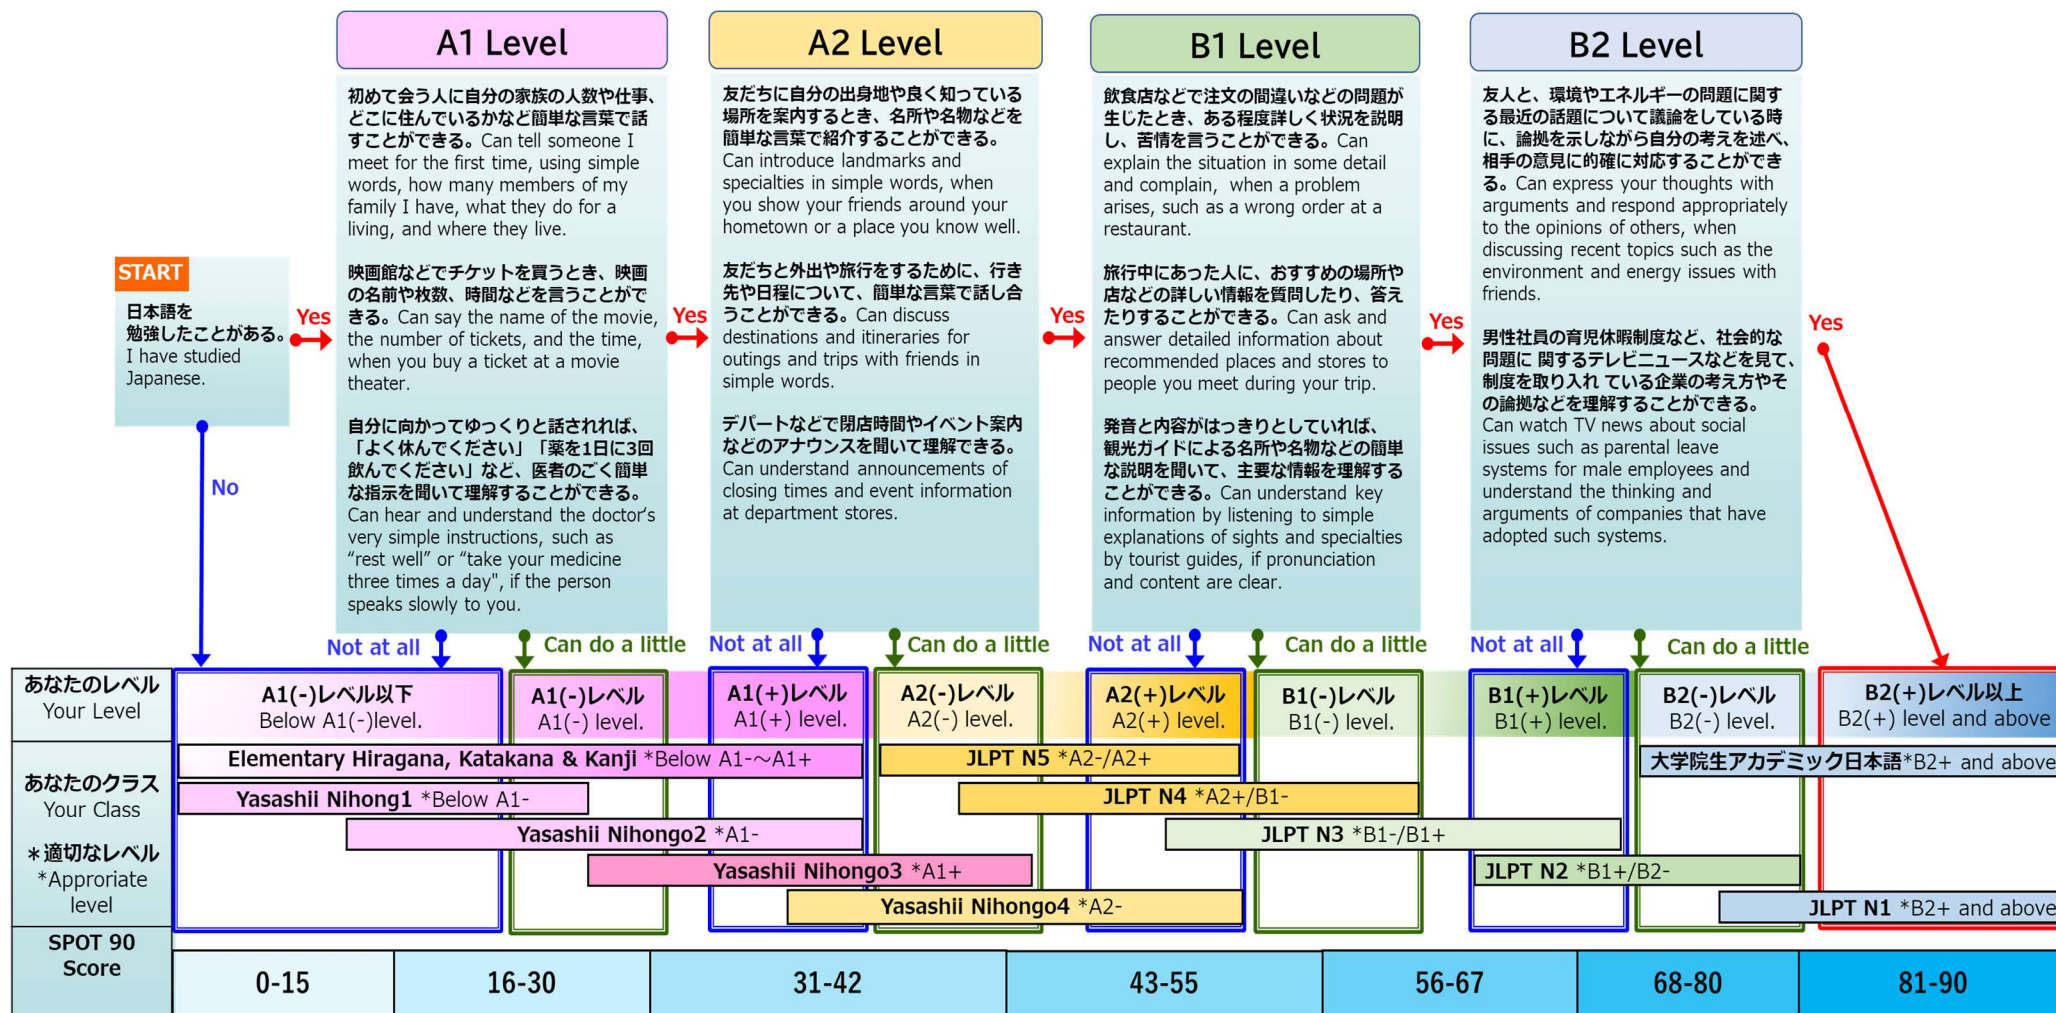 A1 Level
A2 Level
B1 Level
B2 Level
START
日本語を
勉強したことがある。
I have studied
Japanese.
Yes
No
初めて会う人に自分の家族の人数や仕事、
どこに住んでいるかなど簡単な言葉で話
すことができる。Can tell someone I
meet for the first time, using simple
words, how many members of my
family I have, what they do for a
living, and where they live.
映画館などでチケットを買うとき、映画
の名前や枚数、時間などを言うことがで
きる。Can say the name of the movie,
the number of tickets, and the time,
when you buy a ticket at a movie
theater.
自分に向かってゆっくりと話されれば、
「よく休んでください」「薬を1日に3回
飲んでください」など、医者のごく簡単
な指示を聞いて理解することができる。
Can hear and understand the doctor‘s
very simple instructions, such as
“rest well” or “take your medicine
three times a day", if the person
speaks slowly to you.
Yes
Not at all
Can do a little
友だちに自分の出身地や良く知っている
場所を案内するとき、名所や名物などを
簡単な言葉で紹介することができる。
Can introduce landmarks and
specialties in simple words, when
you show your friends around your
hometown or a place you know well.
友だちと外出や旅行をするために、行き
先や日程について、簡単な言葉で話し合
うことができる。Can discuss
destinations and itineraries for
outings and trips with friends in
simple words.
デパートなどで閉店時間やイベント案内
などのアナウンスを聞いて理解できる。
Can understand announcements of
closing times and event information
at department stores.
Yes
Not at all
Can do a little
飲食店などで注文の間違いなどの問題が
生じたとき、ある程度詳しく状況を説明
し、苦情を言うことができる。Can
explain the situation in some detail
and complain, when a problem
arises, such as a wrong order at a
restaurant.
旅行中にあった人に、おすすめの場所や
店などの詳しい情報を質問したり、答え
たりすることができる。Can ask and
answer detailed information about
recommended places and stores to
people you meet during your trip.
発音と内容がはっきりとしていれば、
観光ガイドによる名所や名物などの簡単
な説明を聞いて、主要な情報を理解する
ことができる。Can understand key
information by listening to simple
explanations of sights and specialties
by tourist guides, if pronunciation
and content are clear.
Yes
Not at all
Can do a little
友人と、環境やエネルギーの問題に関す
る最近の話題について議論をしている時
に、論拠を示しながら自分の考えを述べ、
相手の意見に的確に対応することができ
る。Can express your thoughts with
arguments and respond appropriately
to the opinions of others, when
discussing recent topics such as the
environment and energy issues with
friends.
男性社員の育児休暇制度など、社会的な
問題に 関するテレビニュースなどを見て、
制度を取り入れ ている企業の考え方やそ
の論拠などを理解することができる。
Can watch TV news about social
issues such as parental leave
systems for male employees and
understand the thinking and
arguments of companies that have
adopted such systems.
Yes
Not at all
Can do a little
あなたのレベル
Your Level
A1(-)レベル以下
Below A1(-)level.
A1(-)レベル
A1(-) level.
A1(+)レベル
A1(+) level.
A2(-)レベル
A2(-) level.
A2(+)レベル
A2(+) level.
B1(-)レベル
B1(-) level.
B1(+)レベル
B1(+) level.
B2(-)レベル
B2(-) level.
B2(+)レベル以上
B2(+) level and above
あなたのクラス
Your Class
＊適切なレベル
*Approriate
level
Elementary Hiragana, Katakana & Kanji *Below A1-～A1+
JLPT N5 *A2-/A2+
大学院生アカデミック日本語*B2+ and above
Yasashii Nihong1 *Below A1-
JLPT N4 *A2+/B1-
Yasashii Nihongo2 *A1-
JLPT N3 *B1-/B1+
Yasashii Nihongo3 *A1+
JLPT N2 *B1+/B2-
Yasashii Nihongo4 *A2-
JLPT N1 *B2+ and above
SPOT 90
Score
0-15
16-30
31-42
43-55
56-67
68-80
81-90